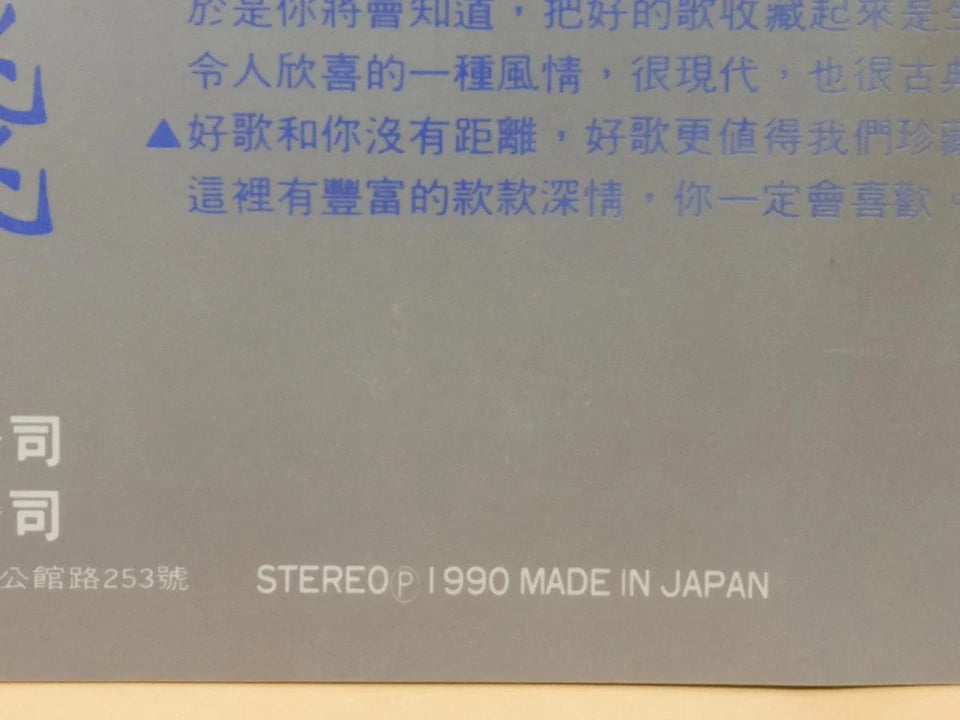 於是你將會知道，把好的歌收藏起來是
令人欣喜的一種風情，很現代，也很古典
▲好歌和你沒有距離，好歌更值得我們珍藏
這裡有豐富的款款深情，你一定會喜歡。
司
司
公館路253號
STEREOⓅ1990 MADE IN JAPAN